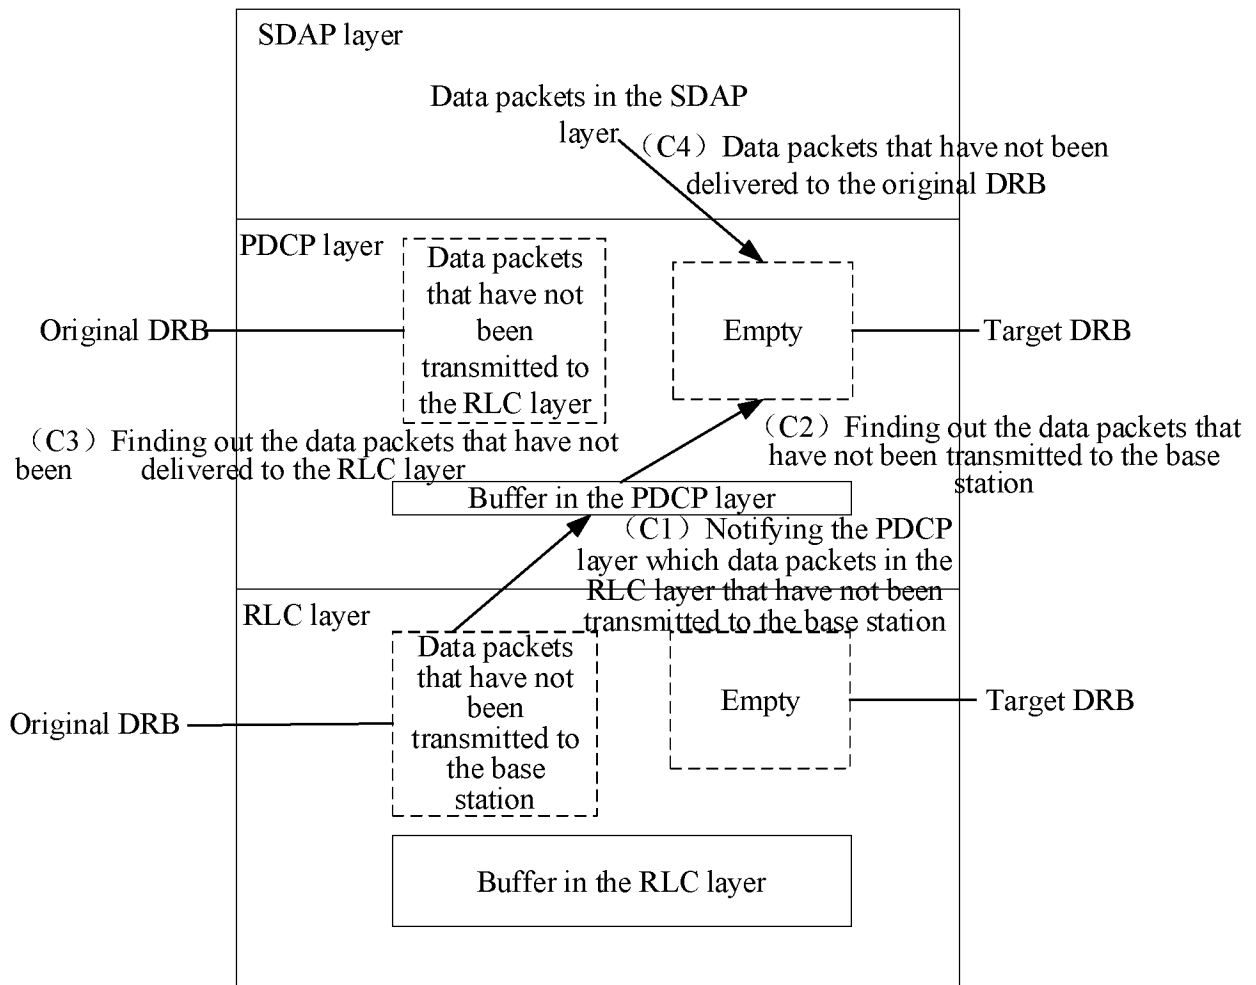 SDAP layer
Data packets in the SDAP
layer
（C4）Data packets that have not been
delivered to the original DRB
PDCP layer
Data packets
that have not
been
transmitted to
the RLC layer
Original DRB
Empty
Target DRB
（C3）Finding out the data packets that have not
been delivered to the RLC layer
（C2）Finding out the data packets that
have not been transmitted to the base
station
Buffer in the PDCP layer
（C1）Notifying the PDCP
layer which data packets in the
RLC layer that have not been
transmitted to the base station
RLC layer
Data packets
that have not
been
transmitted to
the base
station
Original DRB
Empty
Target DRB
Buffer in the RLC layer